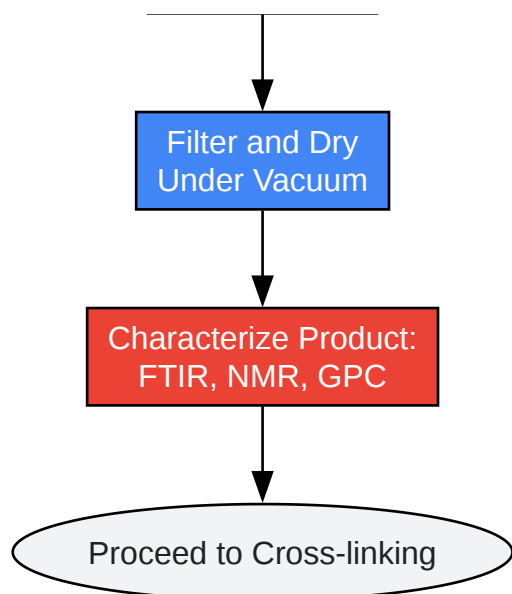 Filter and Dry
Under Vacuum
Characterize Product:
FTIR, NMR, GPC
Proceed to Cross-linking